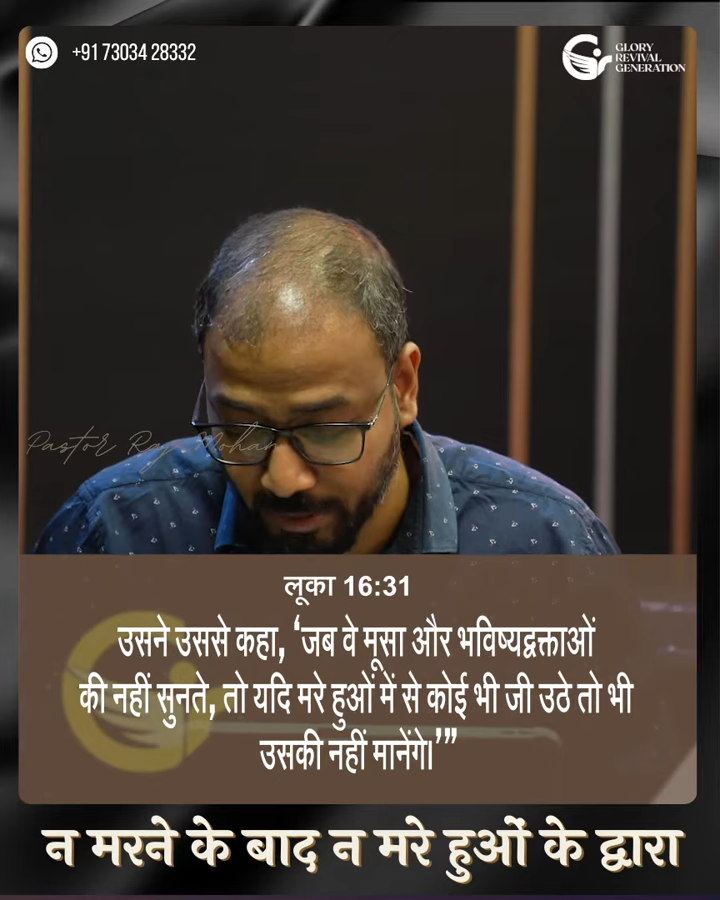 +91 73034 28332
GLORY
REVIVAL
GENERATION
Pastor Raj Mohan
लूका 16:31
उसने उससे कहा, ‘जब वे मूसा और भविष्यद्वक्ताओं
की नहीं सुनते, तो यदि मरे हुओं में से कोई भी जी उठे तो भी
उसकी नहीं मानेंगे।’”
न मरने के बाद न मरे हुओं के द्वारा